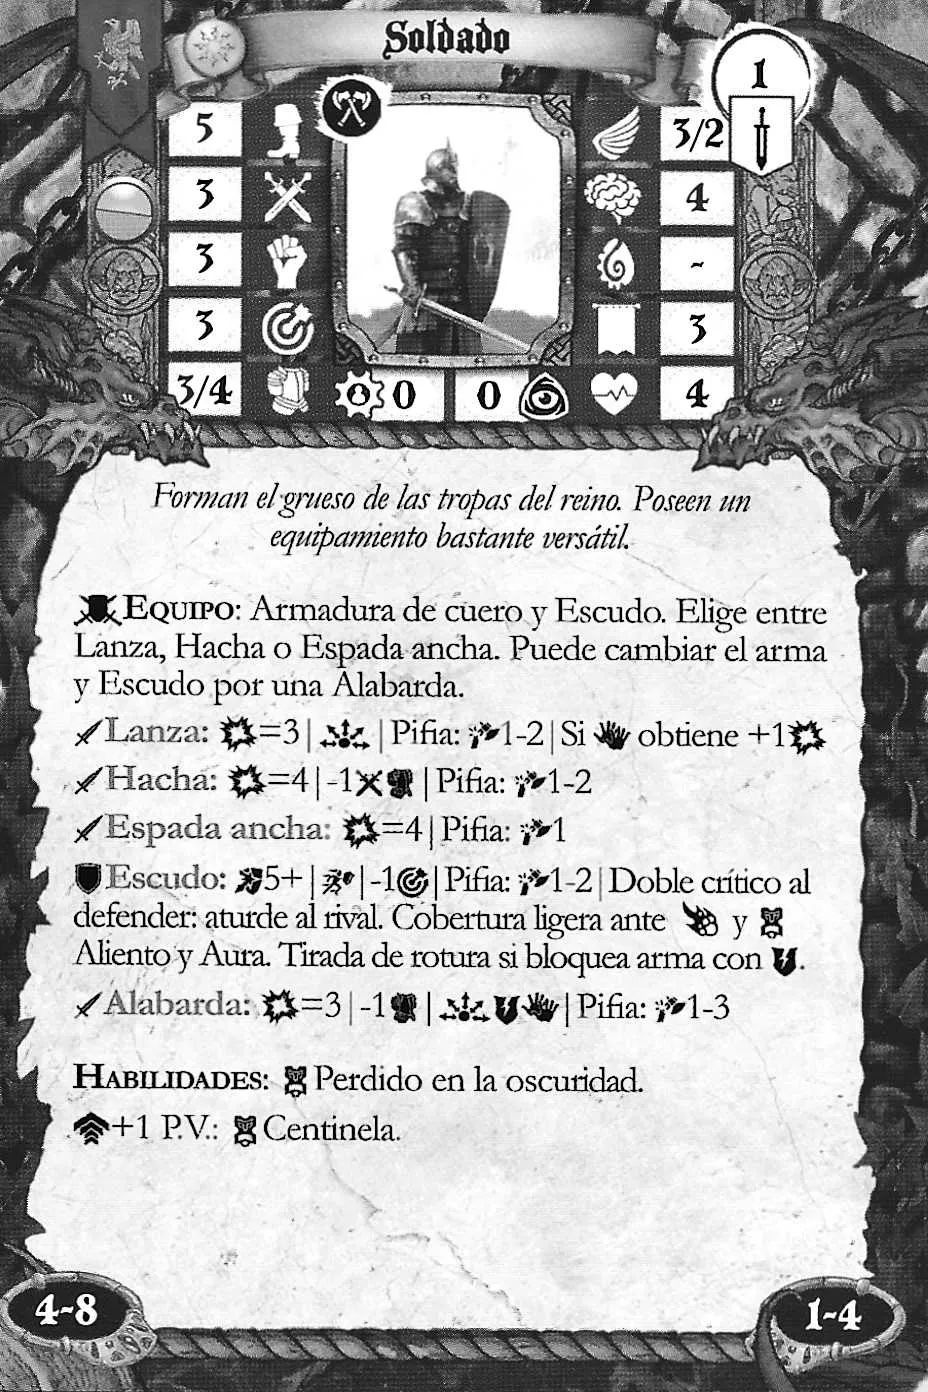 Soldado
1
5
3/2
3
4
3
-
3
3
3/4
0
0
4
Forman el grueso de las tropas del reino. Poseen un
equipamiento bastante versátil.
EQUIPO: Armadura de cuero y Escudo. Elige entre
Lanza, Hacha o Espada ancha. Puede cambiar el arma
y Escudo por una Alabarda.
Lanza: =3 | | Pifia: 1-2 | Si obtiene +1
Hacha: =4 | -1 | Pifia: 1-2
Espada ancha: =4 | Pifia: 1
Escudo: 5+ | | -1 | Pifia: 1-2 | Doble crítico al
defender: aturde al rival. Cobertura ligera ante y
Aliento y Aura. Tirada de rotura si bloquea arma con .
Alabarda: =3 | -1 | | Pifia: 1-3
HABILIDADES: Perdido en la oscuridad.
+1 P.V.: Centinela.
4-8
1-4